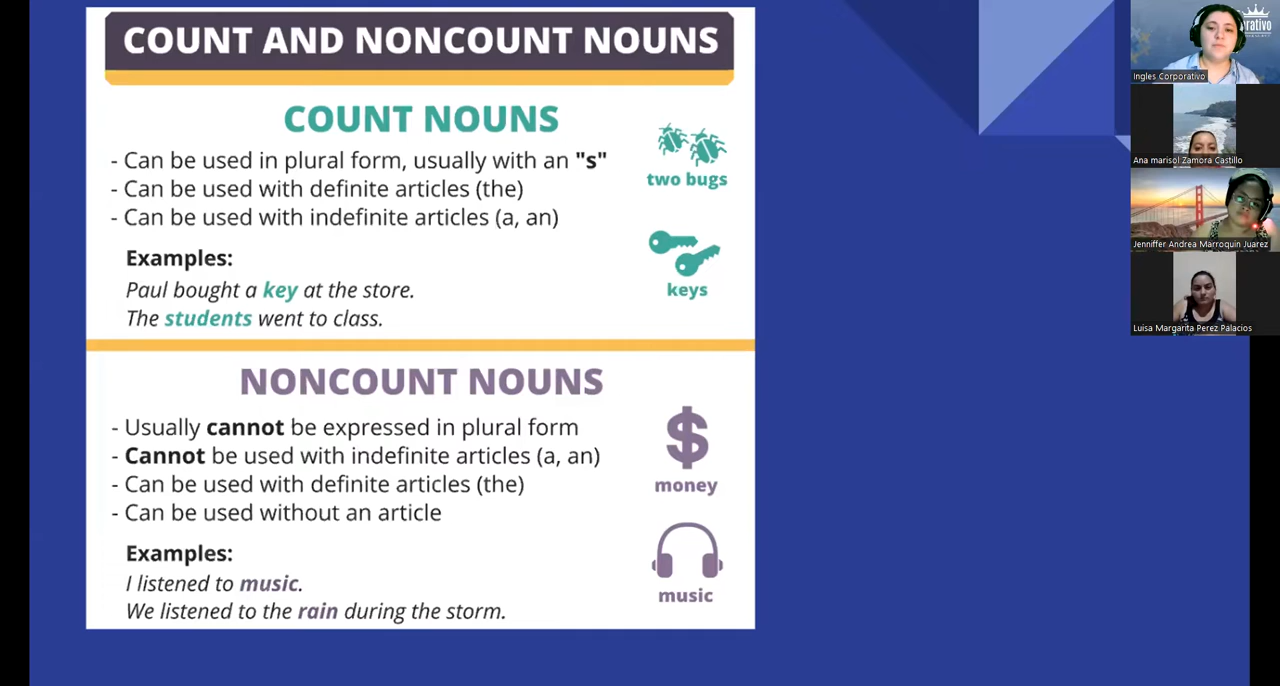 COUNT AND NONCOUNT NOUNS
COUNT NOUNS
- Can be used in plural form, usually with an "s"
- Can be used with definite articles (the)
- Can be used with indefinite articles (a, an)
two bugs
Examples:
Paul bought a key at the store.
The students went to class.
keys
NONCOUNT NOUNS
- Usually cannot be expressed in plural form
- Cannot be used with indefinite articles (a, an)
- Can be used with definite articles (the)
- Can be used without an article
money
Examples:
I listened to music.
We listened to the rain during the storm.
music
rativo
Ingles Corporativo
Ana marisol Zamora Castillo
Jenniffer Andrea Marroquin Juarez
Luisa Margarita Perez Palacios